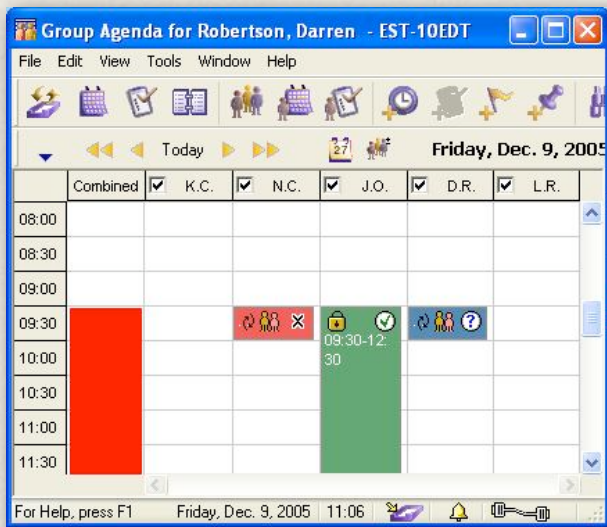 Group Agenda for Robertson, Darren - EST-10EDT
File Edit View Tools Window Help
27
Today
Friday, Dec. 9, 2005
Combined K.C. N.C. J.O. D.R. L.R.
08:00
08:30
09:00
09:30
09:30-12:
30
10:00
10:30
11:00
11:30
For Help, press F1 Friday, Dec. 9, 2005 11:06